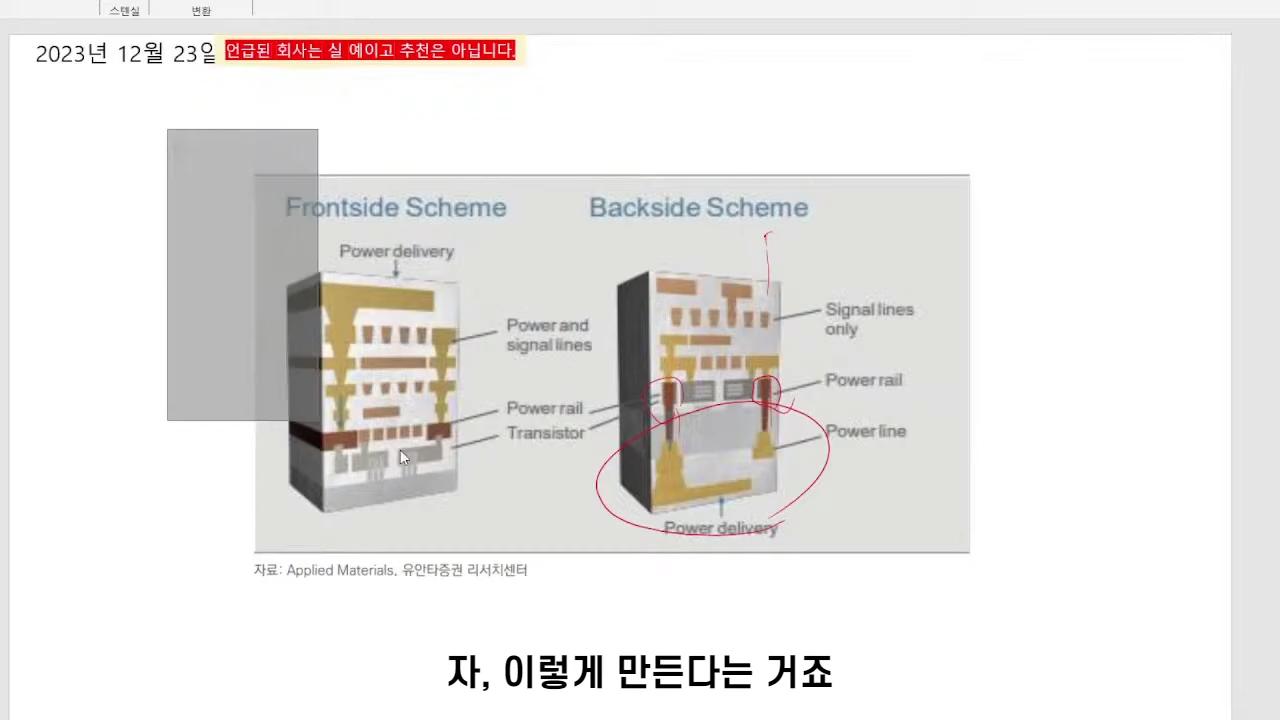 스텐실 변환
2023년 12월 23일 언급된 회사는 실 예이고 추천은 아닙니다.
Frontside Scheme
Backside Scheme
Power delivery
Power and
signal lines
Power rail
Transistor
Signal lines
only
Power rail
Power line
Power delivery
자료: Applied Materials, 유안타증권 리서치센터
자, 이렇게 만든다는 거죠